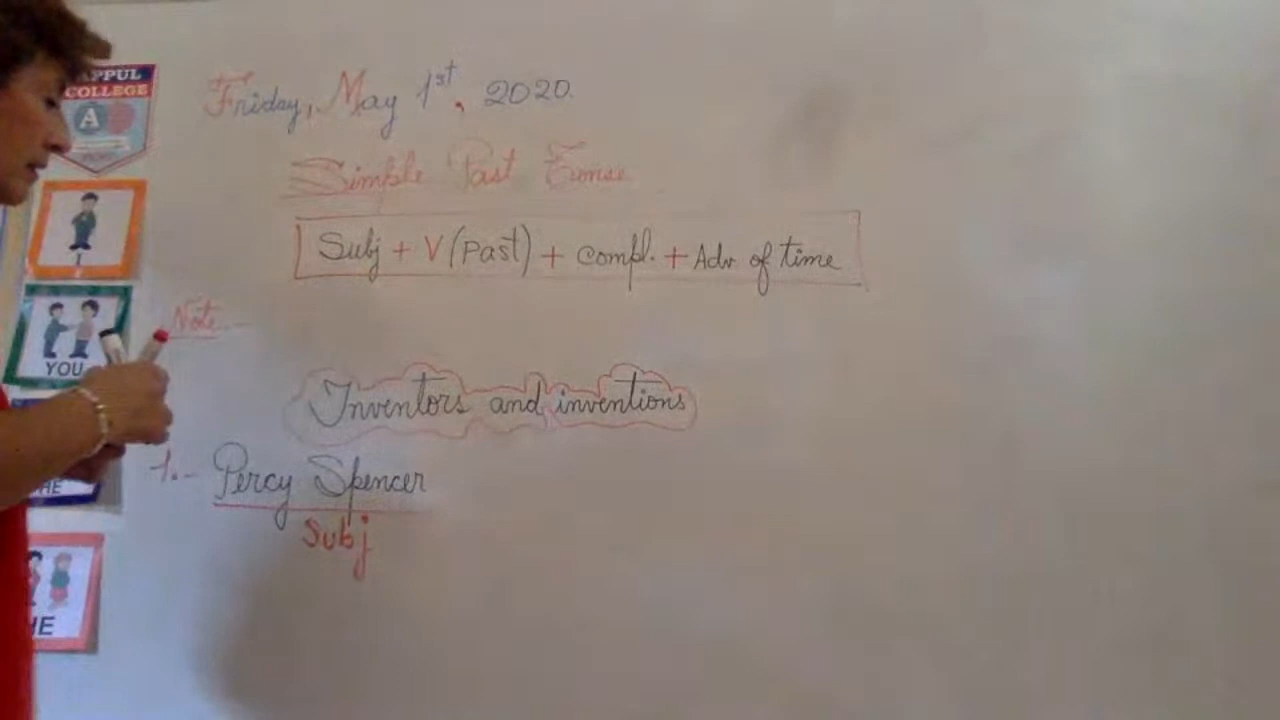 APPUL
COLLEGE
A
Friday, May 1st, 2020.
Simple Past Tense
Subj + V(Past) + Compl. + Adv of time
I
Note.-
YOU
Inventors and inventions
1.- Percy Spencer
Subj
HE
HE